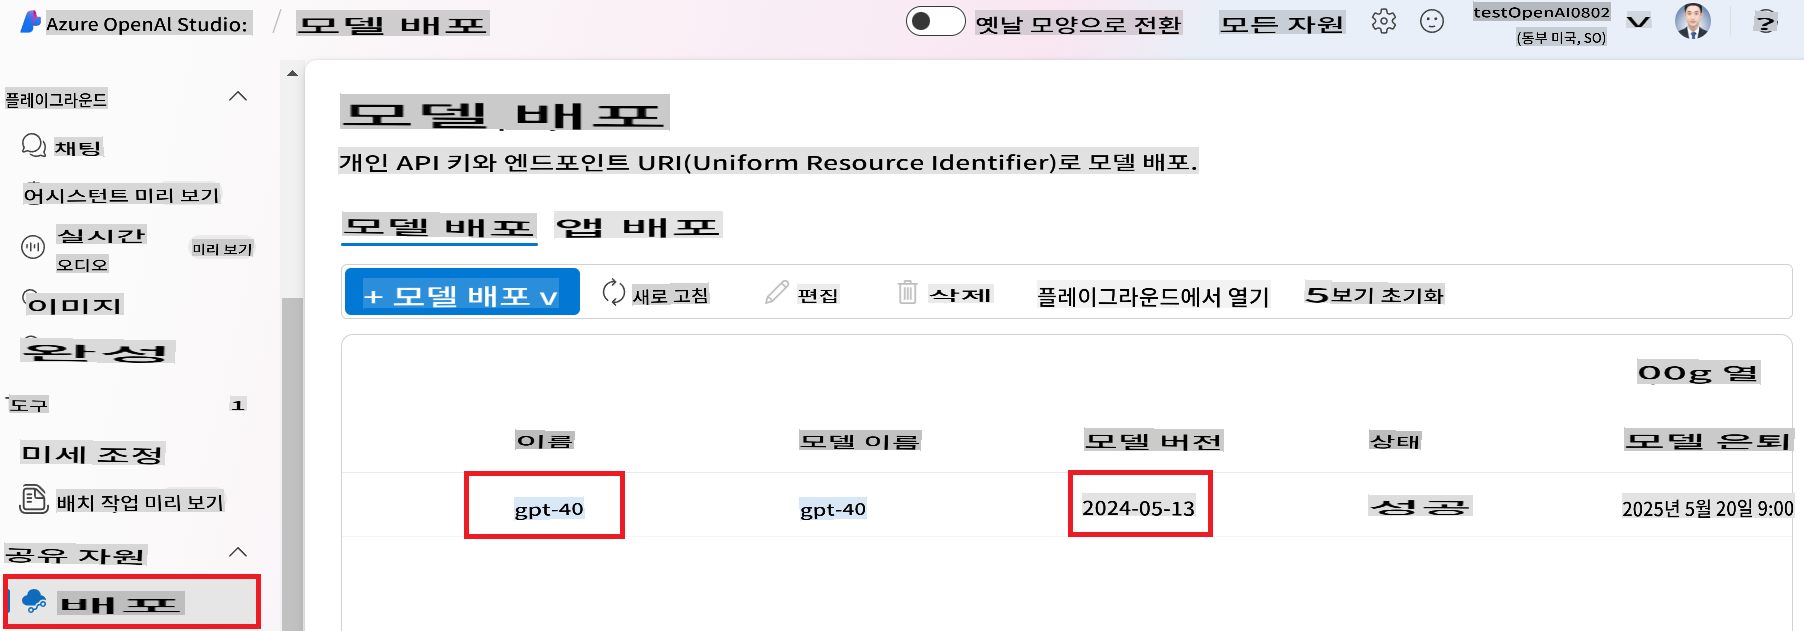 Azure OpenAI Studio: / 모델 배포
옛날 모양으로 전환
모든 자원
testOpenAI0802
(동부 미국, SO)
플레이그라운드
채팅
어시스턴트 미리 보기
실시간
오디오
미리 보기
이미지
완성
도구
1
미세 조정
배치 작업 미리 보기
공유 자원
배포
모델 배포
개인 API 키와 엔드포인트 URI(Uniform Resource Identifier)로 모델 배포.
모델 배포 앱 배포
+ 모델 배포 v
새로 고침
편집
삭제
플레이그라운드에서 열기
5보기 초기화
00g 열
이름 모델 이름 모델 버전 상태 모델 은퇴
gpt-40 gpt-40 2024-05-13 성공 2025년 5월 20일 9:00